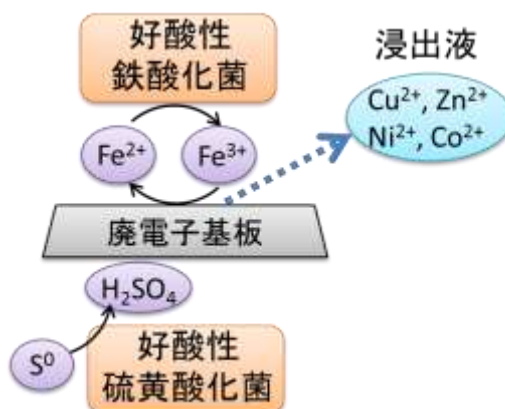 好酸性
鉄酸化菌
浸出液
Cu²⁺, Zn²⁺
Ni²⁺, Co²⁺
Fe²⁺
Fe³⁺
廃電子基板
H₂SO₄
S⁰
好酸性
硫黄酸化菌